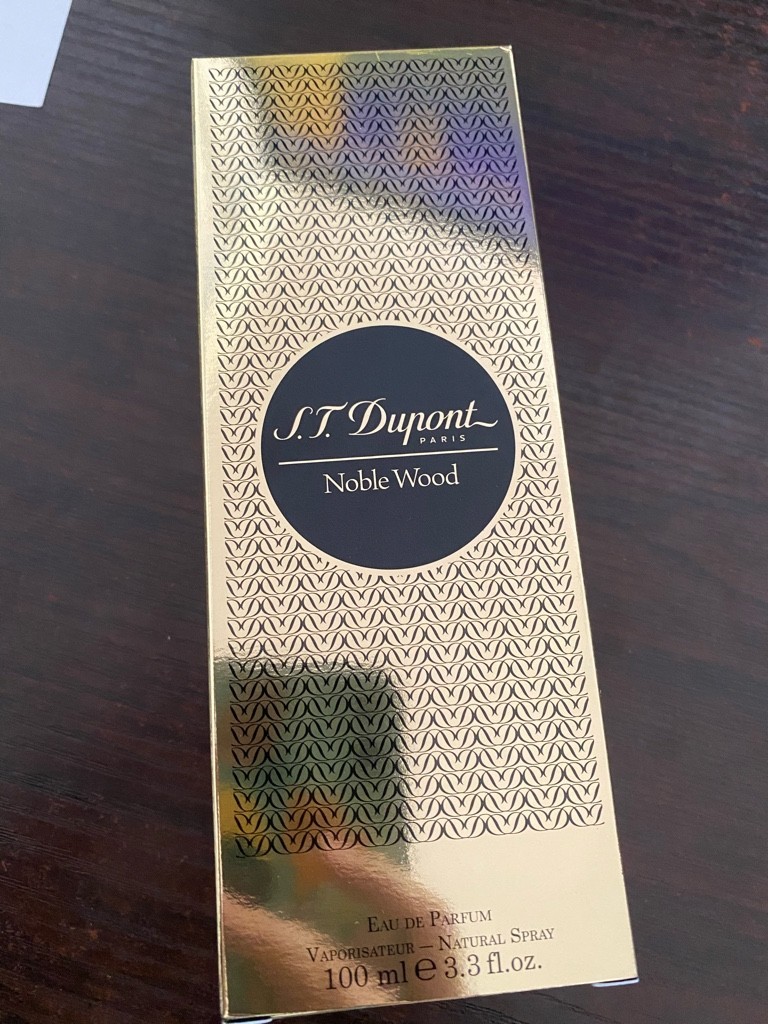 S.T. Dupont
PARIS
Noble Wood
EAU DE PARFUM
VAPORISATEUR – NATURAL SPRAY
100 ml ℮ 3.3 fl.oz.